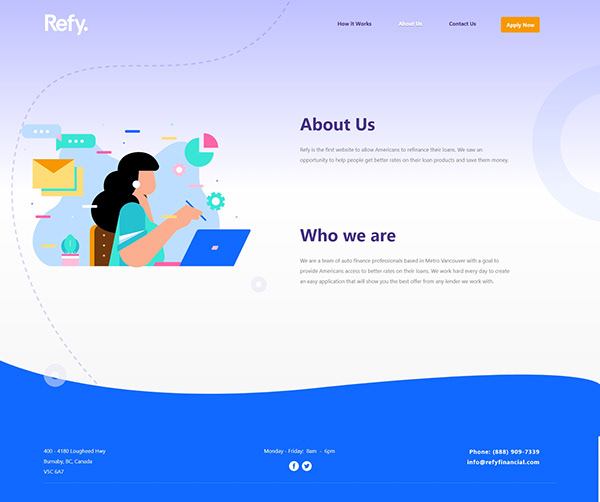 Refy.
How it Works
About Us
Contact Us
Apply Now
About Us
Refy is the first website to allow Americans to refinance their loans. We saw an
opportunity to help people get better rates on their loan products and save them money.
Who we are
We are a team of auto finance professionals based in Metro Vancouver with a goal to
provide Americans access to better rates on their loans. We work hard every day to create
an easy application that will show you the best offer from any lender we work with.
400 - 4180 Lougheed Hwy
Burnaby, BC, Canada
V5C 6A7
Monday - Friday: 8am - 6pm
Phone: (888) 909-7339
info@refyfinancial.com